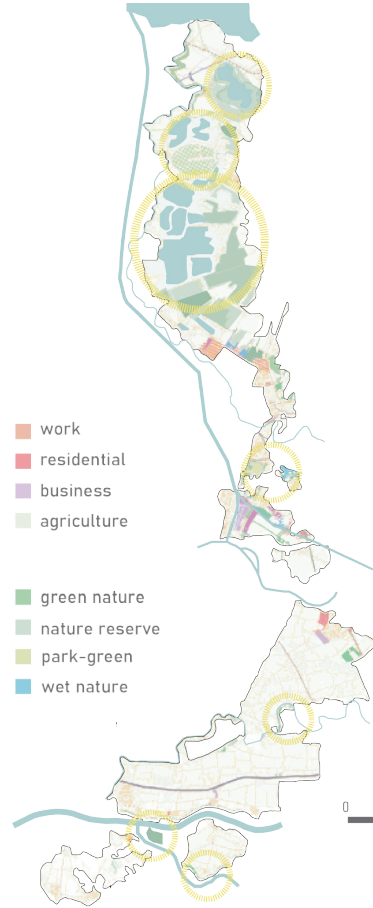 work
residential
business
agriculture
green nature
nature reserve
park-green
wet nature
0